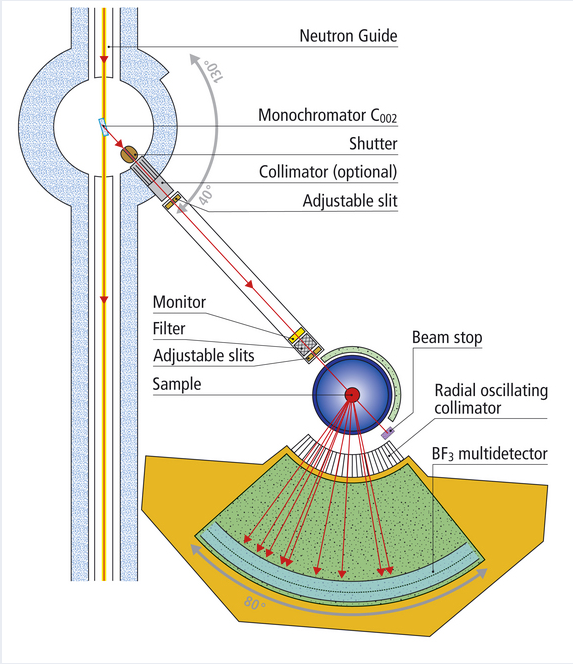 Neutron Guide
130°
Monochromator C₀₀₂
Shutter
Collimator (optional)
40°
Adjustable slit
Monitor
Filter
Adjustable slits
Sample
Beam stop
Radial oscillating
collimator
BF₃ multidetector
80°